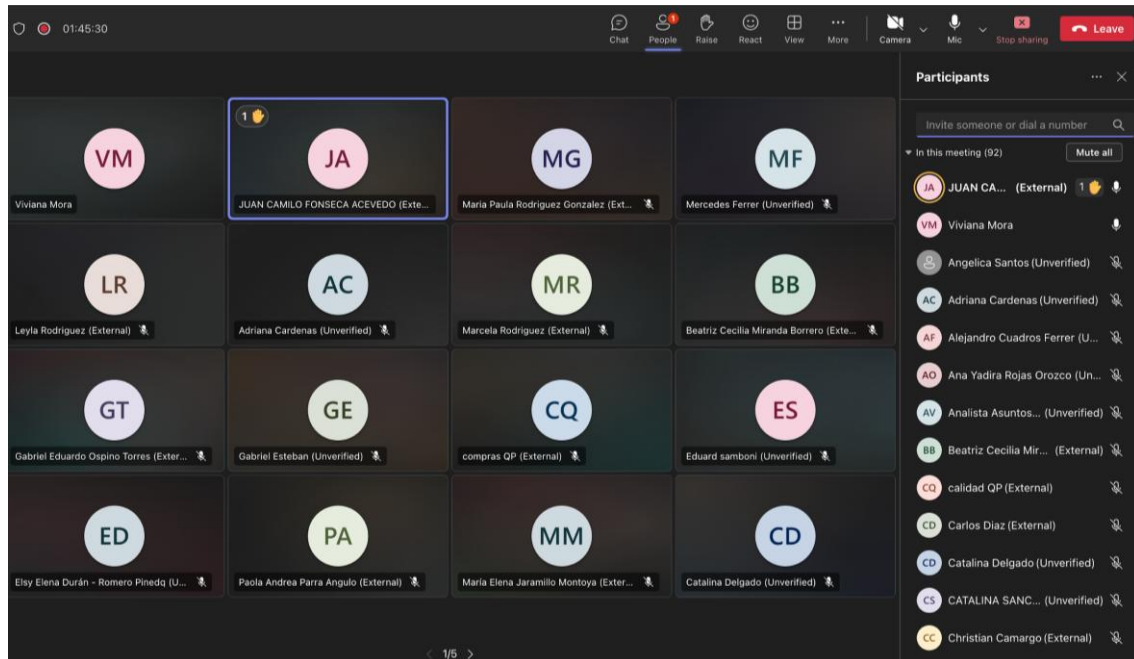 01:45:30
1
Chat People Raise React View More Camera Mic Stop sharing Leave
Participants
Invite someone or dial a number
In this meeting (92) Mute all
VM
Viviana Mora
1
JA
JUAN CAMILO FONSECA ACEVEDO (Exte...
MG
Maria Paula Rodriguez Gonzalez (Ext...
MF
Mercedes Ferrer (Unverified)
LR
Leyla Rodriguez (External)
AC
Adriana Cardenas (Unverified)
MR
Marcela Rodriguez (External)
BB
Beatriz Cecilia Miranda Borrero (Exte...
GT
Gabriel Eduardo Ospino Torres (Exter...
GE
Gabriel Esteban (Unverified)
CQ
compras QP (External)
ES
Eduard samboni (Unverified)
ED
Elsy Elena Durán - Romero Pinedq (U...
PA
Paola Andrea Parra Angulo (External)
MM
María Elena Jaramillo Montoya (Exter...
CD
Catalina Delgado (Unverified)
1/5
JA JUAN CA... (External) 1
VM Viviana Mora
Angelica Santos (Unverified)
AC Adriana Cardenas (Unverified)
AF Alejandro Cuadros Ferrer (U...
AO Ana Yadira Rojas Orozco (Un...
AV Analista Asuntos... (Unverified)
BB Beatriz Cecilia Mir... (External)
CQ calidad QP (External)
CD Carlos Diaz (External)
CD Catalina Delgado (Unverified)
CS CATALINA SANC... (Unverified)
CC Christian Camargo (External)